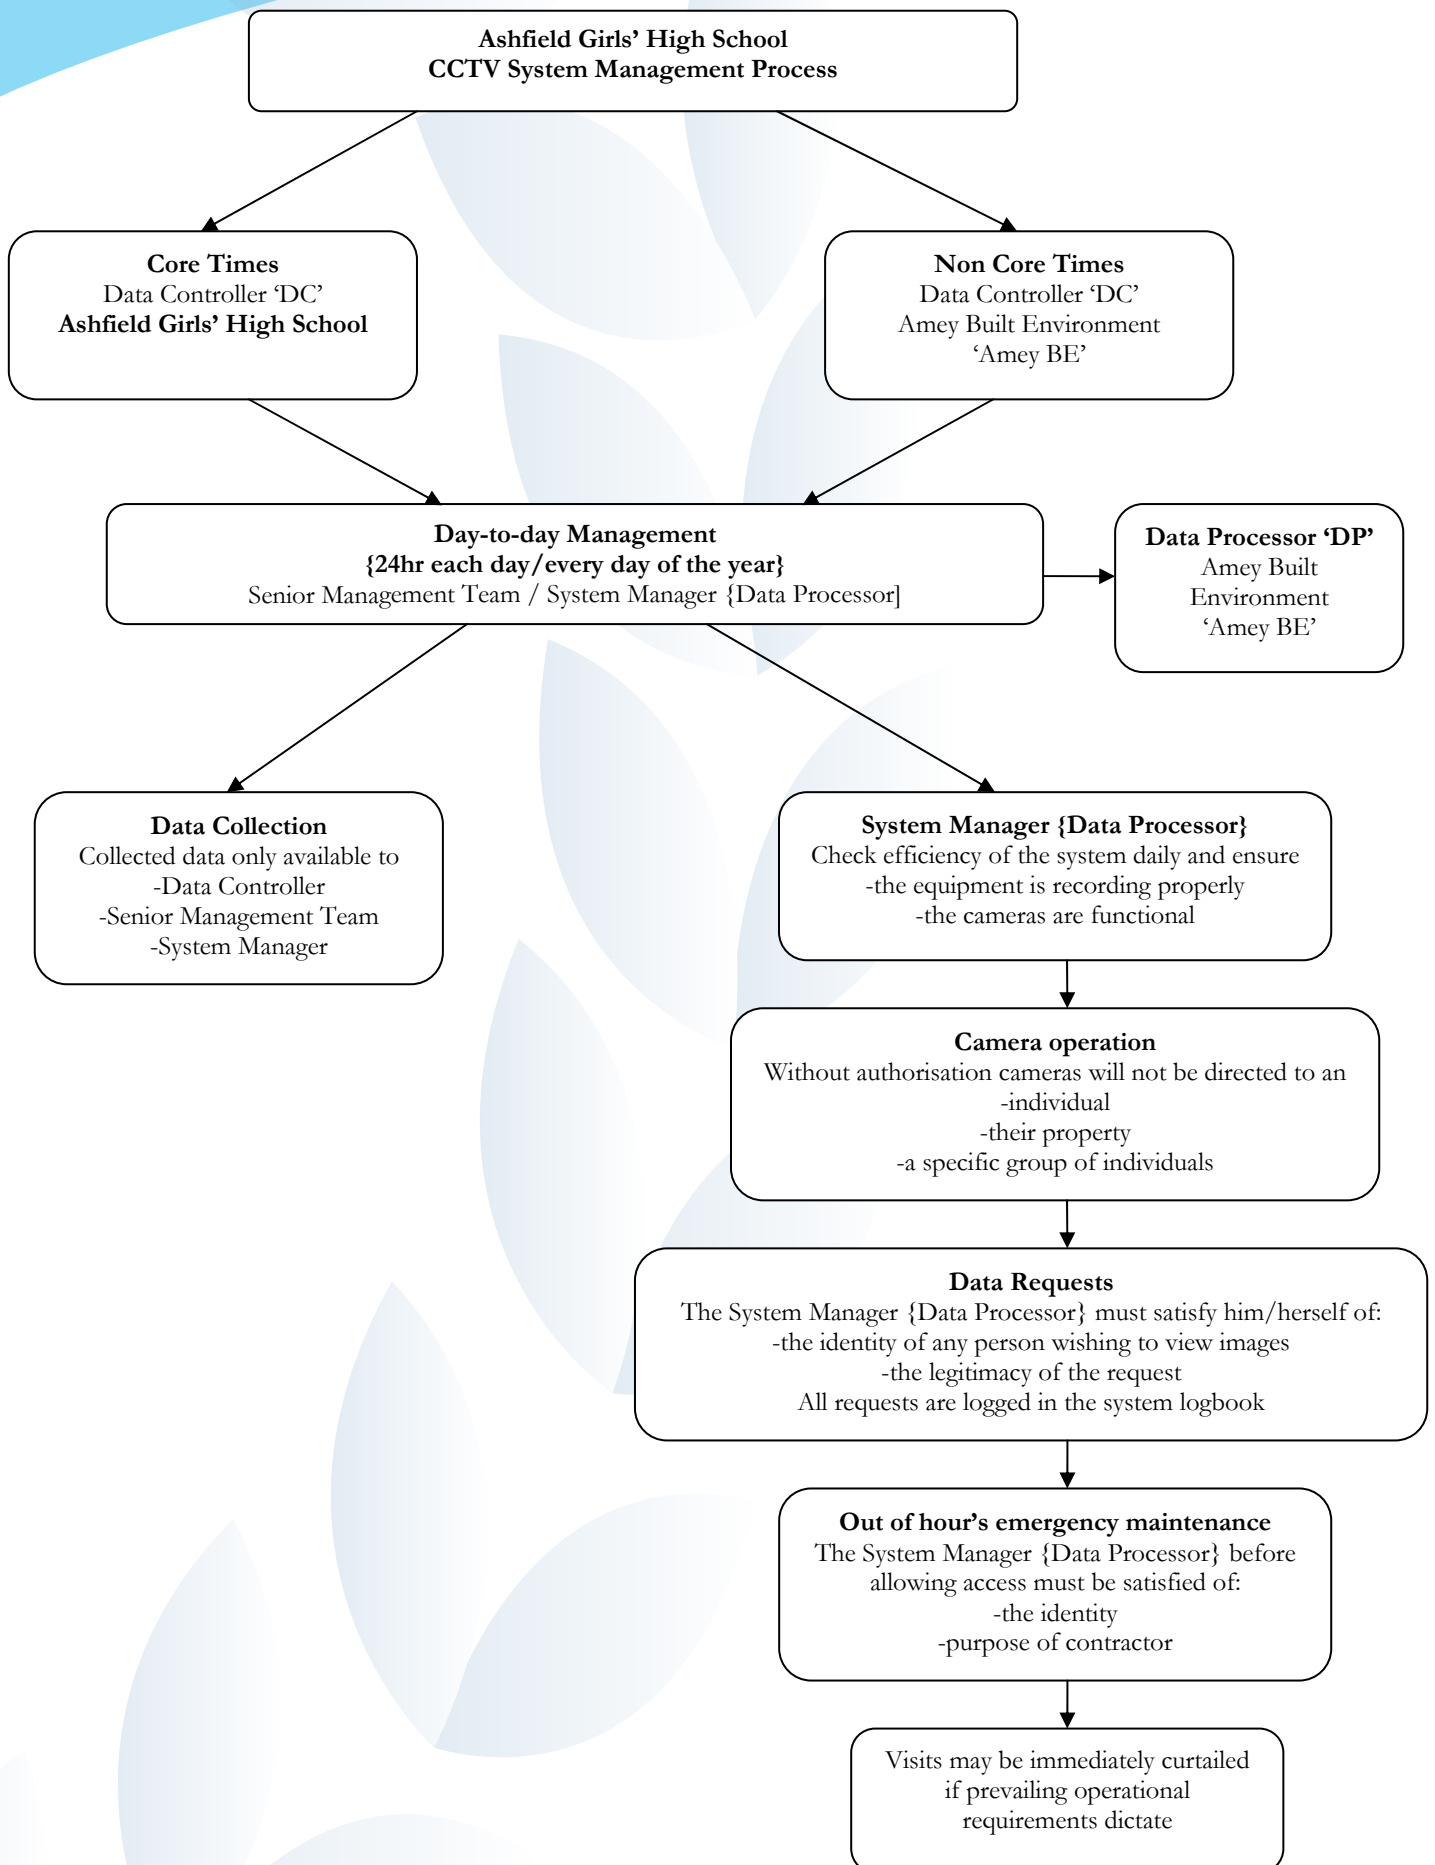 Ashfield Girls’ High School
CCTV System Management Process
Core Times
Data Controller ‘DC’
Ashfield Girls’ High School
Non Core Times
Data Controller ‘DC’
Amey Built Environment
‘Amey BE’
Day-to-day Management
{24hr each day/every day of the year}
Senior Management Team / System Manager {Data Processor]
Data Processor ‘DP’
Amey Built
Environment
‘Amey BE’
Data Collection
Collected data only available to
-Data Controller
-Senior Management Team
-System Manager
System Manager {Data Processor}
Check efficiency of the system daily and ensure
-the equipment is recording properly
-the cameras are functional
Camera operation
Without authorisation cameras will not be directed to an
-individual
-their property
-a specific group of individuals
Data Requests
The System Manager {Data Processor} must satisfy him/herself of:
-the identity of any person wishing to view images
-the legitimacy of the request
All requests are logged in the system logbook
Out of hour’s emergency maintenance
The System Manager {Data Processor} before
allowing access must be satisfied of:
-the identity
-purpose of contractor
Visits may be immediately curtailed
if prevailing operational
requirements dictate